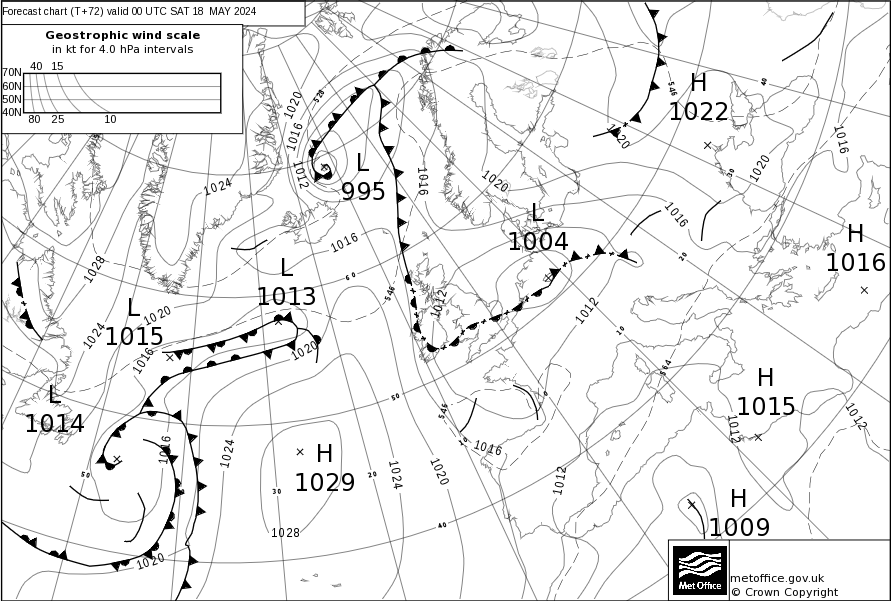 Forecast chart (T+72) valid 00 UTC SAT 18 MAY 2024
Geostrophic wind scale
in kt for 4.0 hPa intervals
40 15
70N
60N
50N
40N
80 25 10
H
1022
L
995
L
1004
H
1016
L
1013
L
1015
L
1014
H
1015
H
1029
H
1009
1020
1016
1012
528
1024
1016
1020
1016
546
1020
1020
1016
1016
40
30
20
10
1028
1024
1020
1016
60
546
1012
1012
1020
50
546
564
0
10
1016
1016
1024
50
30
20
1024
1020
1028
40
1020
1012
1012
1012
Met Office
metoffice.gov.uk
© Crown Copyright